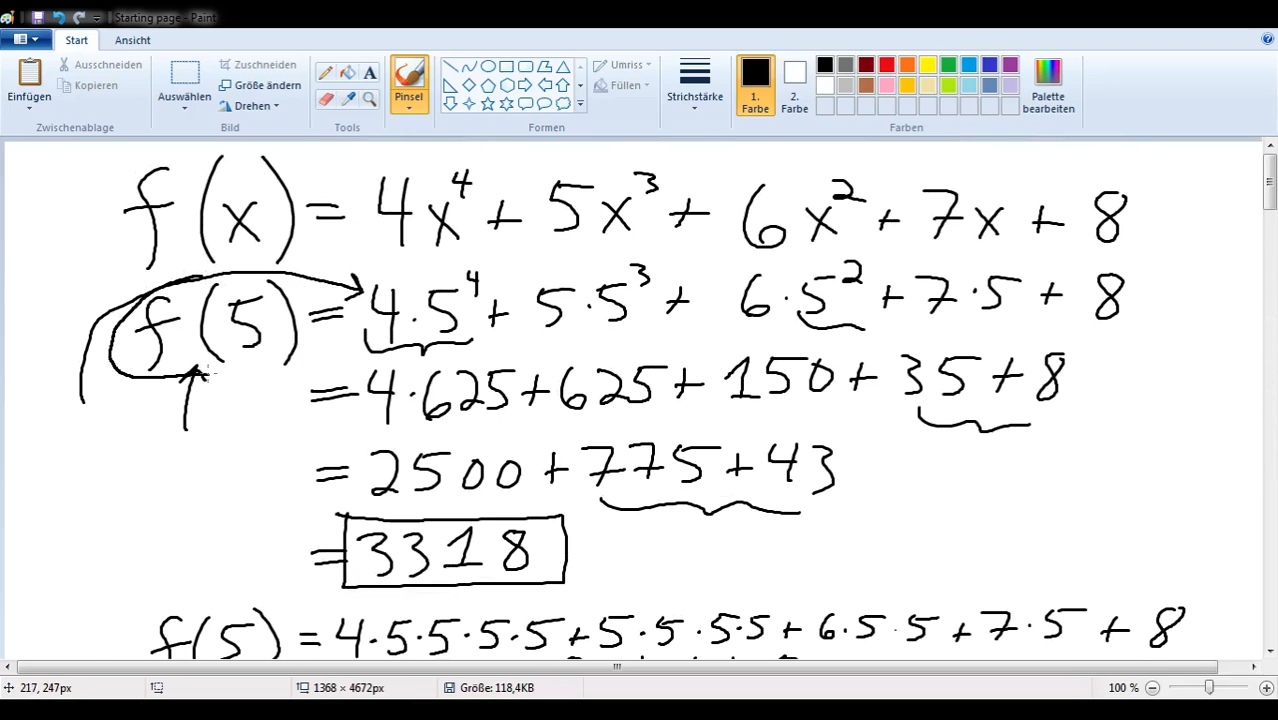 Starting page - Paint
Start Ansicht
Einfügen
Ausschneiden
Kopieren
Zwischenablage
Auswählen
Zuschneiden
Größe ändern
Drehen
Bild
A
Tools
Pinsel
Umriss
Füllen
Formen
Strichstärke
1. Farbe
2. Farbe
Palette bearbeiten
Farben
f(x) = 4x⁴ + 5x³ + 6x² + 7x + 8
f(5) = 4·5⁴ + 5·5³ + 6·5² + 7·5 + 8
= 4·625 + 625 + 150 + 35 + 8
= 2500 + 775 + 43
= 3318
f(5) = 4·5·5·5·5 + 5·5·5·5 + 6·5·5 + 7·5 + 8
217, 247px 1368 × 4672px Größe: 118,4KB 100 %